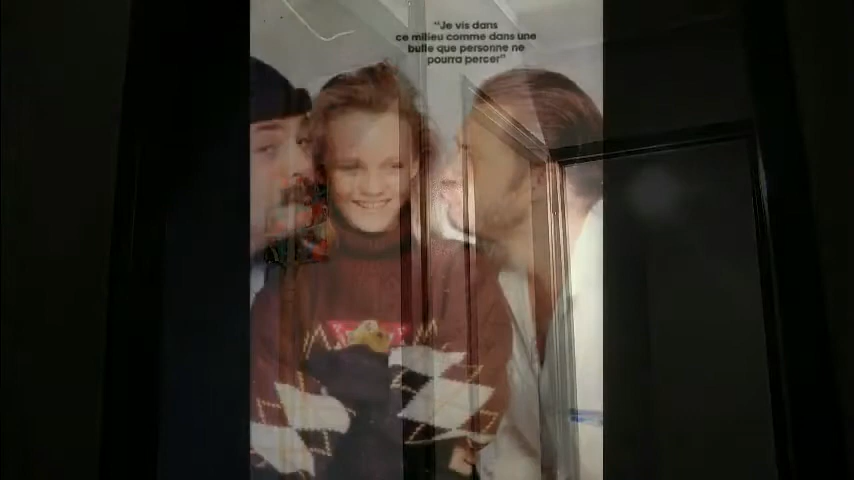 "Je vis dans
ce milieu comme dans une
bulle que personne ne
pourra percer"